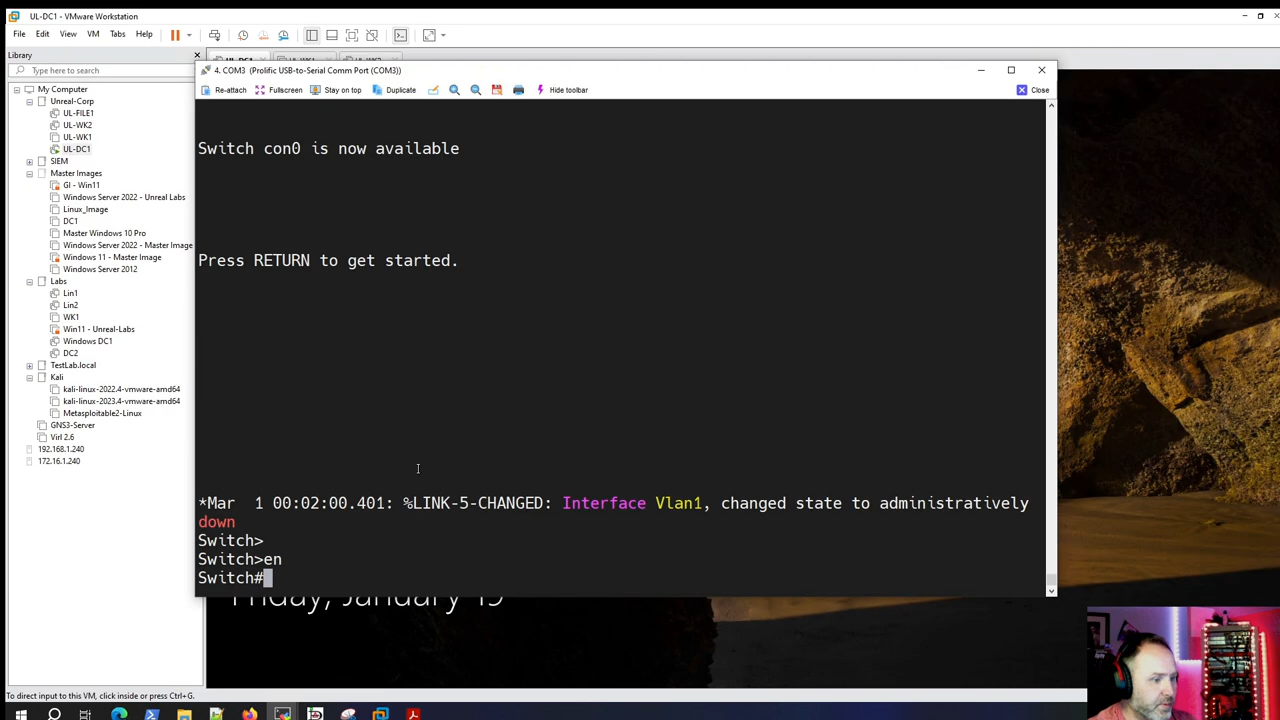 UL-DC1 - VMware Workstation
File Edit View VM Tabs Help
Library
Type here to search
My Computer
Unreal-Corp
UL-FILE1
UL-WK2
UL-WK1
UL-DC1
SIEM
Master Images
GI - Win11
Windows Server 2022 - Unreal Labs
Linux_Image
DC1
Master Windows 10 Pro
Windows Server 2022 - Master Image
Windows 11 - Master Image
Windows Server 2012
Labs
Lin1
Lin2
WK1
Win11 - Unreal-Labs
Windows DC1
DC2
TestLab.local
Kali
kali-linux-2022.4-vmware-amd64
kali-linux-2023.4-vmware-amd64
Metasploitable2-Linux
GNS3-Server
Virl 2.6
192.168.1.240
172.16.1.240
4. COM3 (Prolific USB-to-Serial Comm Port (COM3))
Re-attach Fullscreen Stay on top Duplicate Hide toolbar Close
Switch con0 is now available
Press RETURN to get started.
*Mar 1 00:02:00.401: %LINK-5-CHANGED: Interface Vlan1, changed state to administratively
down
Switch>
Switch>en
Switch#
Friday, January 19
To direct input to this VM, click inside or press Ctrl+G.